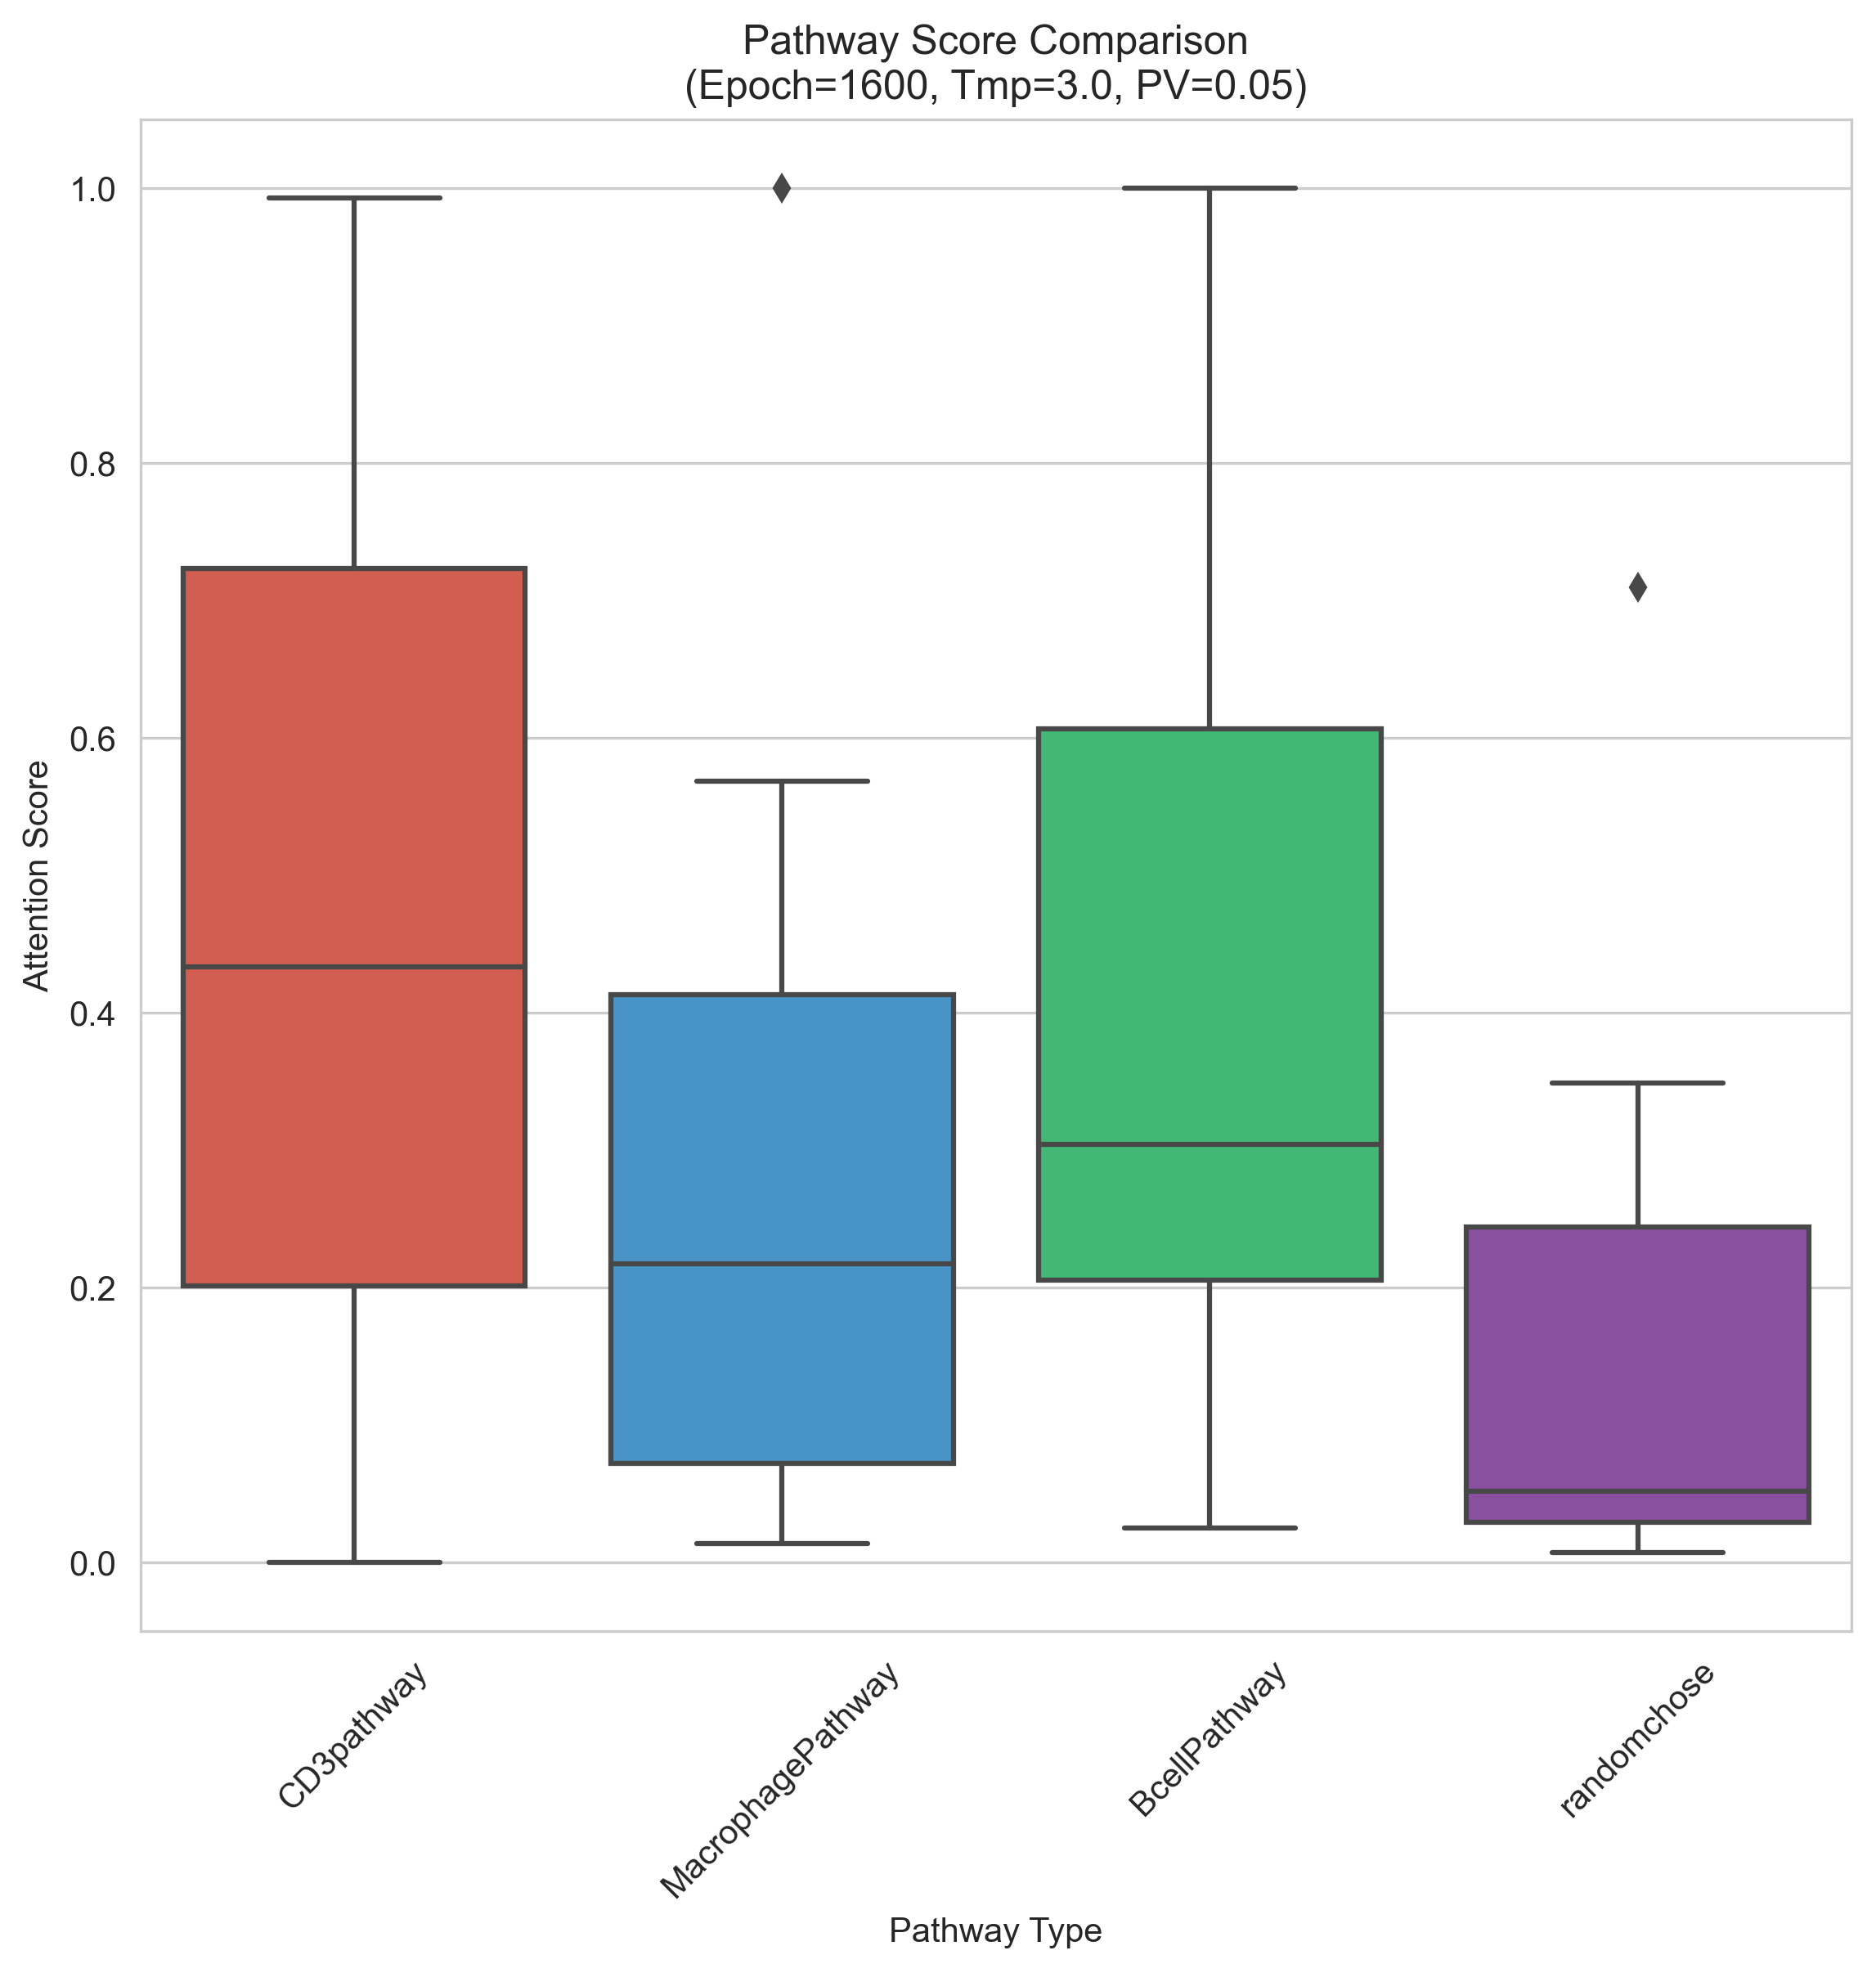 Pathway Score Comparison
(Epoch=1600, Tmp=3.0, PV=0.05)
1.0
0.8
0.6
0.4
0.2
0.0
Attention Score
CD3pathway
MacrophagePathway
BcellPathway
randomchose
Pathway Type